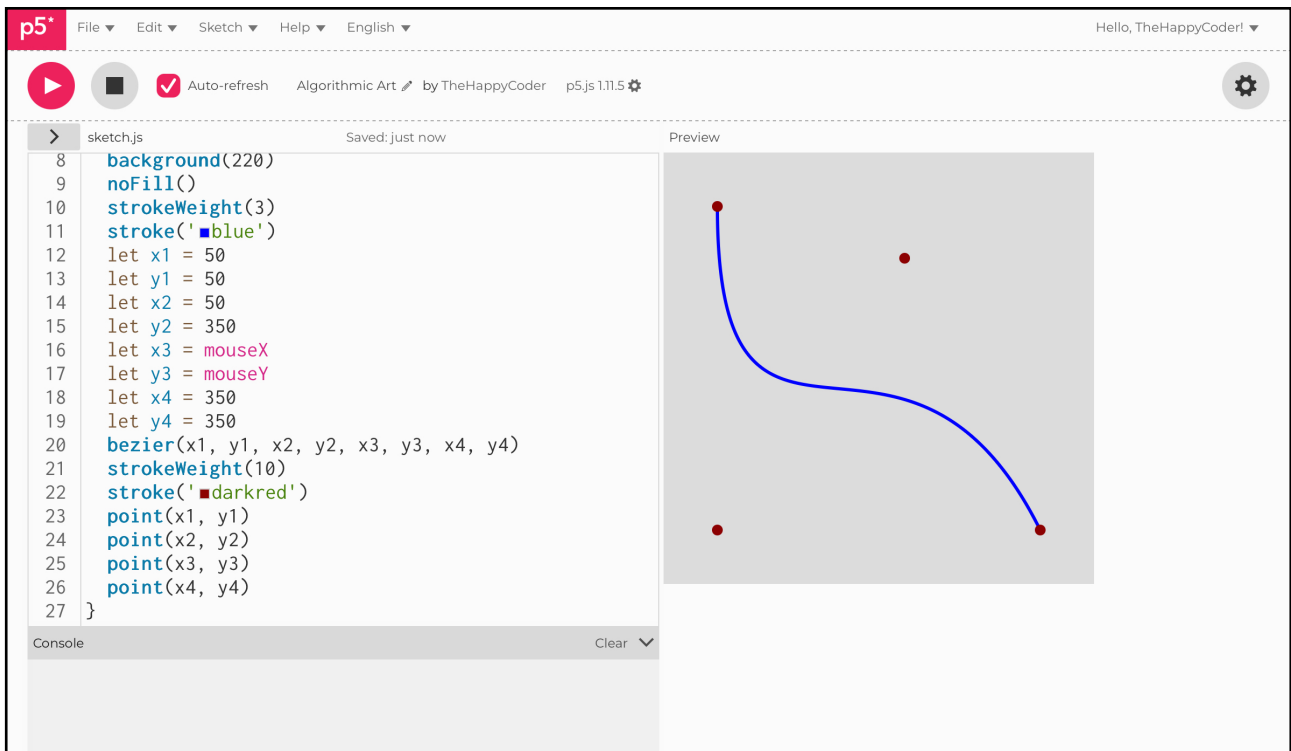 p5* File Edit Sketch Help English Hello, TheHappyCoder!
Auto-refresh Algorithmic Art by TheHappyCoder p5.js 1.11.5
sketch.js Saved: just now Preview
8 background(220)
9 noFill()
10 strokeWeight(3)
11 stroke('blue')
12 let x1 = 50
13 let y1 = 50
14 let x2 = 50
15 let y2 = 350
16 let x3 = mouseX
17 let y3 = mouseY
18 let x4 = 350
19 let y4 = 350
20 bezier(x1, y1, x2, y2, x3, y3, x4, y4)
21 strokeWeight(10)
22 stroke('darkred')
23 point(x1, y1)
24 point(x2, y2)
25 point(x3, y3)
26 point(x4, y4)
27 }
Console Clear